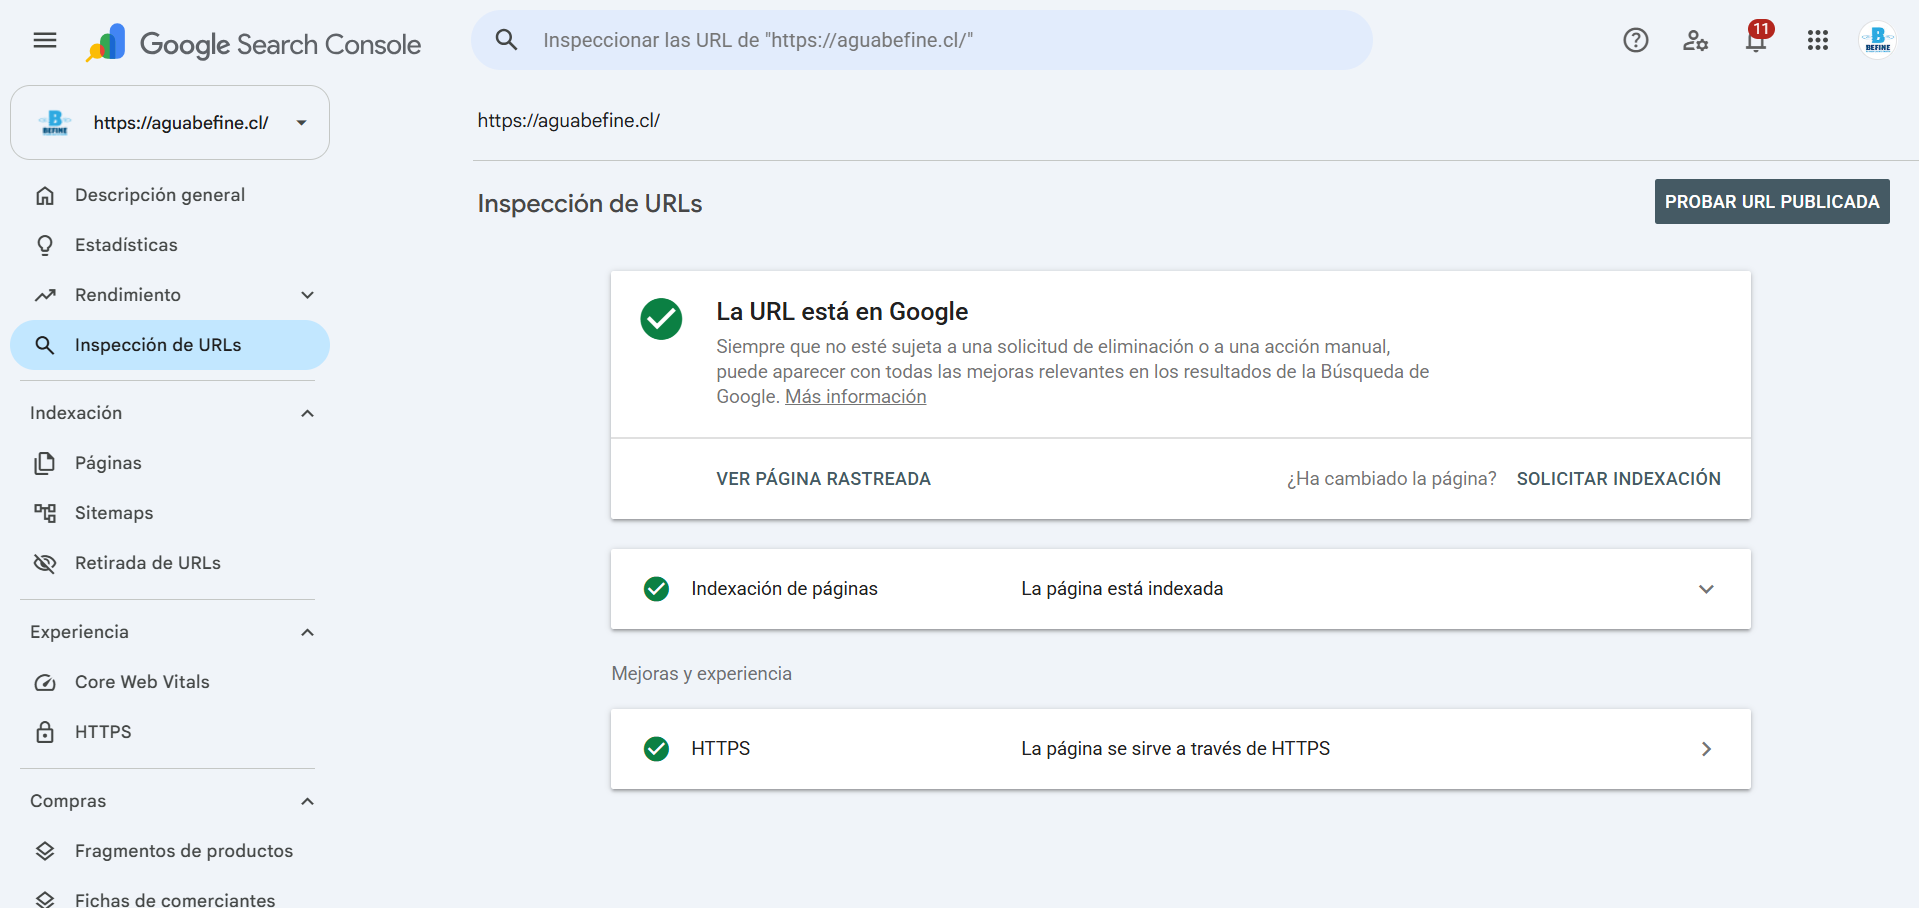 Google Search Console
Inspeccionar las URL de "https://aguabefine.cl/"
11
B
BEFINE
B
BEFINE
https://aguabefine.cl/
https://aguabefine.cl/
Descripción general
Estadísticas
Rendimiento
Inspección de URLs
Indexación
Páginas
Sitemaps
Retirada de URLs
Experiencia
Core Web Vitals
HTTPS
Compras
Fragmentos de productos
Fichas de comerciantes
Inspección de URLs
PROBAR URL PUBLICADA
La URL está en Google
Siempre que no esté sujeta a una solicitud de eliminación o a una acción manual,
puede aparecer con todas las mejoras relevantes en los resultados de la Búsqueda de
Google. Más información
VER PÁGINA RASTREADA
¿Ha cambiado la página? SOLICITAR INDEXACIÓN
Indexación de páginas La página está indexada
Mejoras y experiencia
HTTPS La página se sirve a través de HTTPS